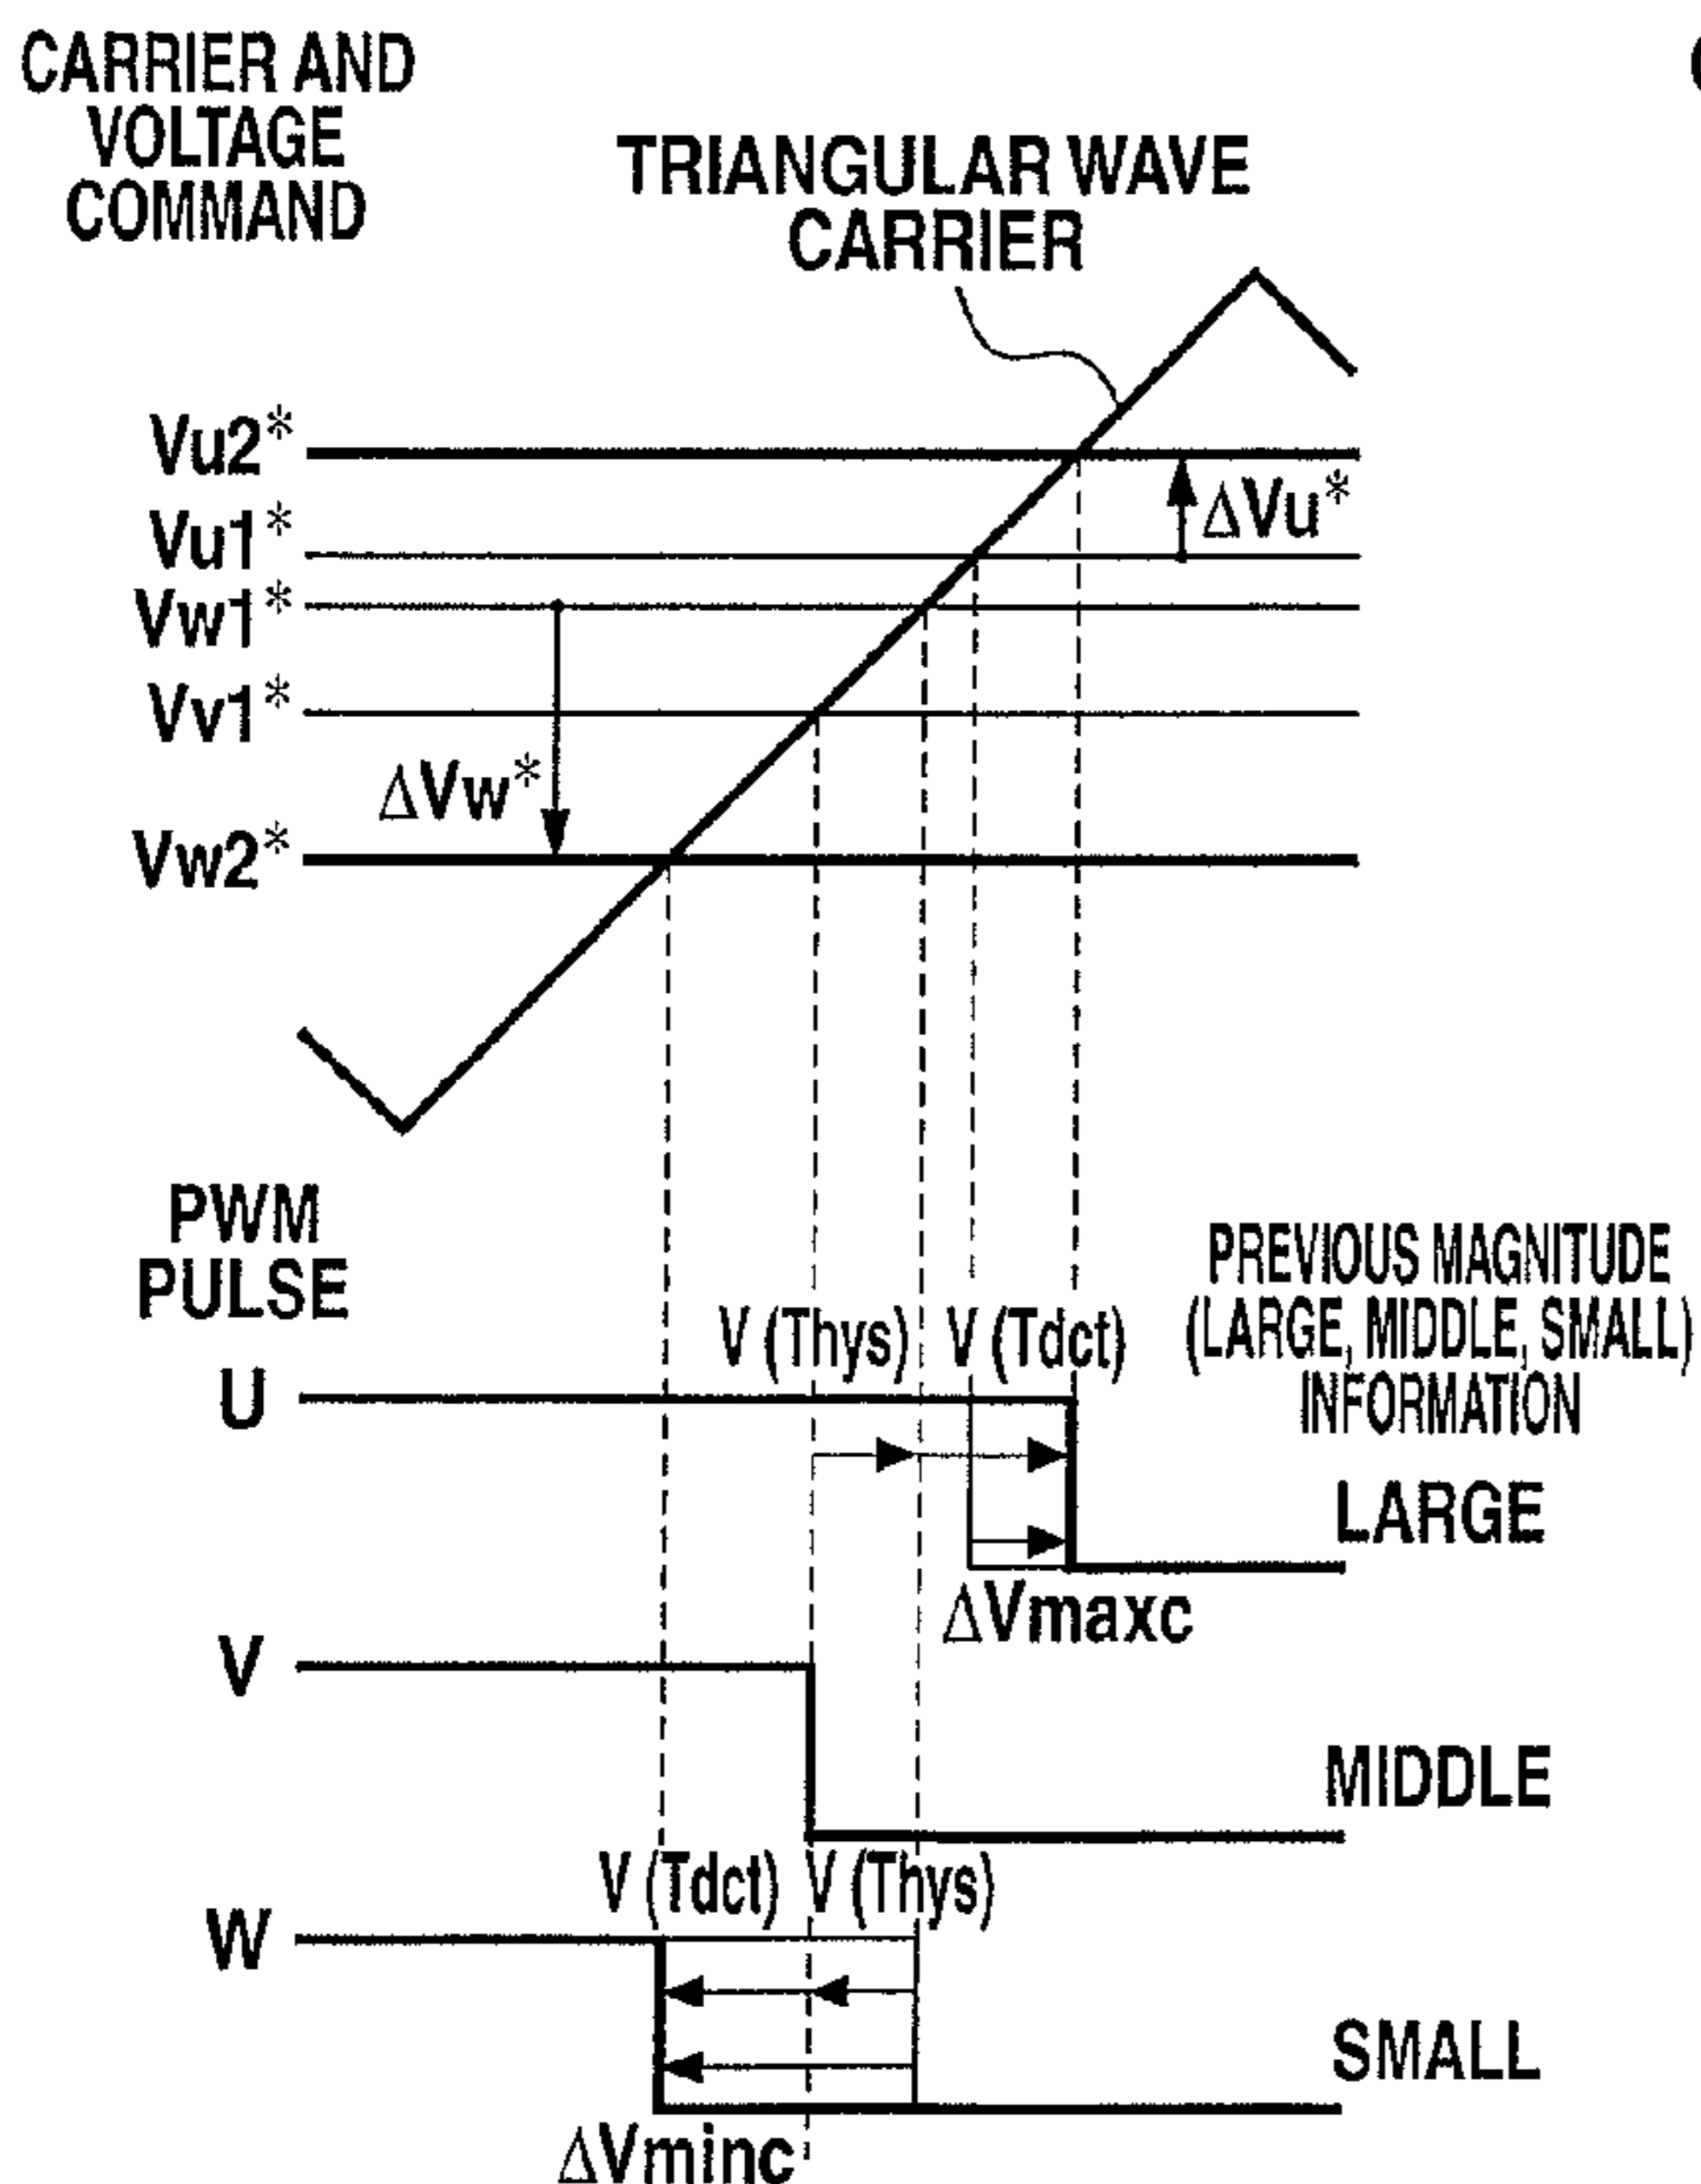 CARRIER AND
VOLTAGE
COMMAND
TRIANGULAR WAVE
CARRIER
Vu2*
Vu1*
ΔVu*
Vw1*
Vv1*
ΔVw*
Vw2*
PWM
PULSE
PREVIOUS MAGNITUDE
(LARGE, MIDDLE, SMALL)
INFORMATION
V (Thys) V (Tdct)
U
LARGE
ΔVmaxc
V
MIDDLE
V (Tdct) V (Thys)
W
SMALL
ΔVminc